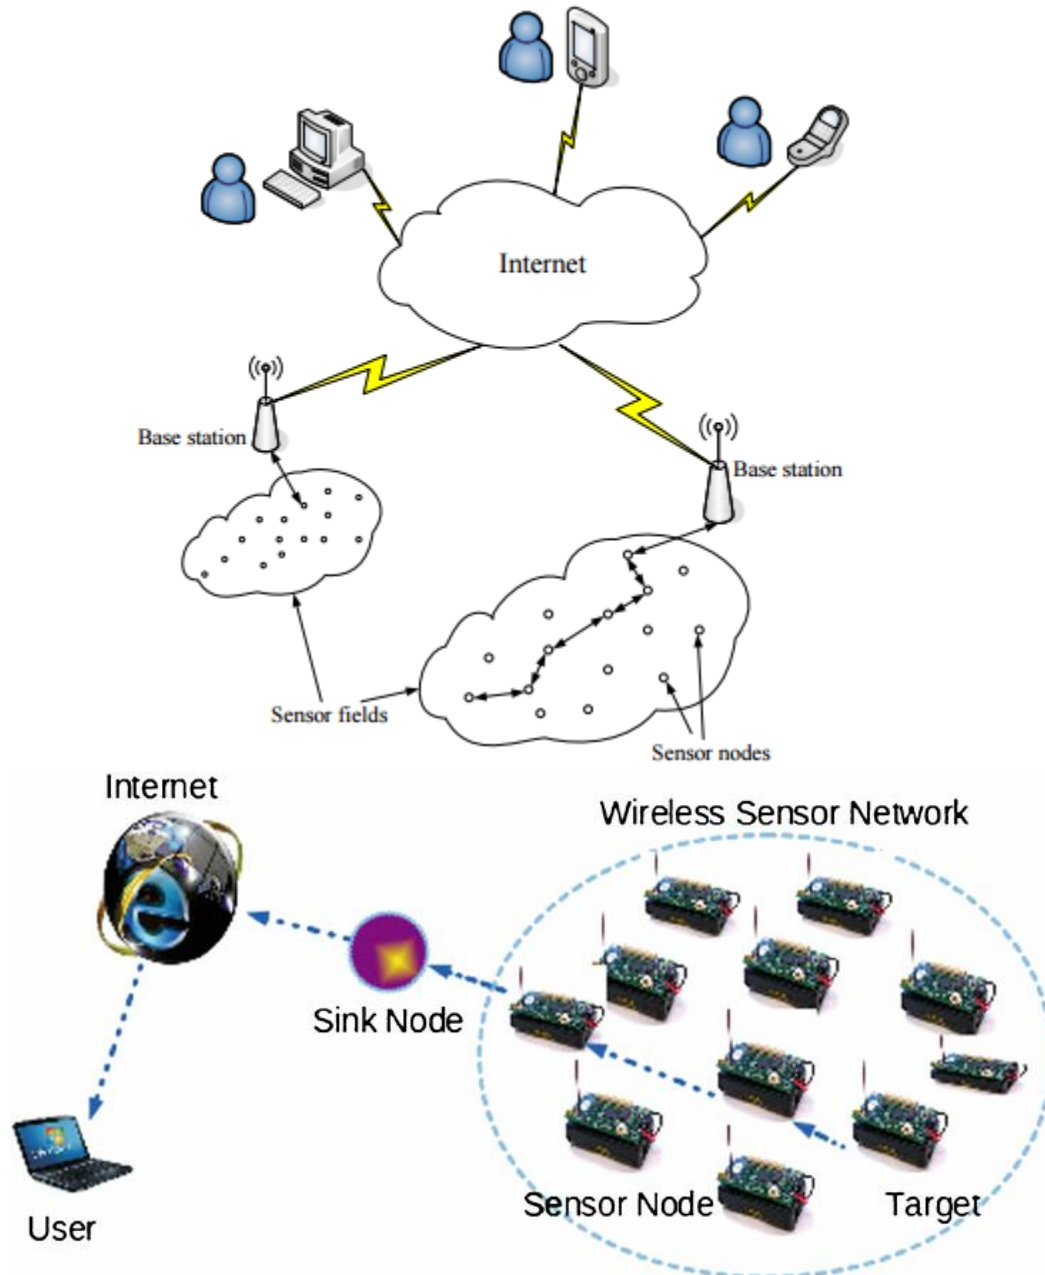 Internet
Base station
Base station
Sensor fields
Sensor nodes
Internet
Wireless Sensor Network
Sink Node
Sensor Node
Target
User